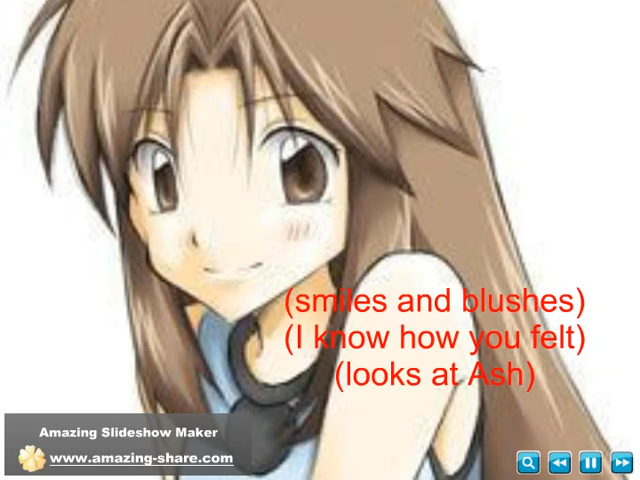 (smiles and blushes)
(I know how you felt)
(looks at Ash)
Amazing Slideshow Maker
www.amazing-share.com